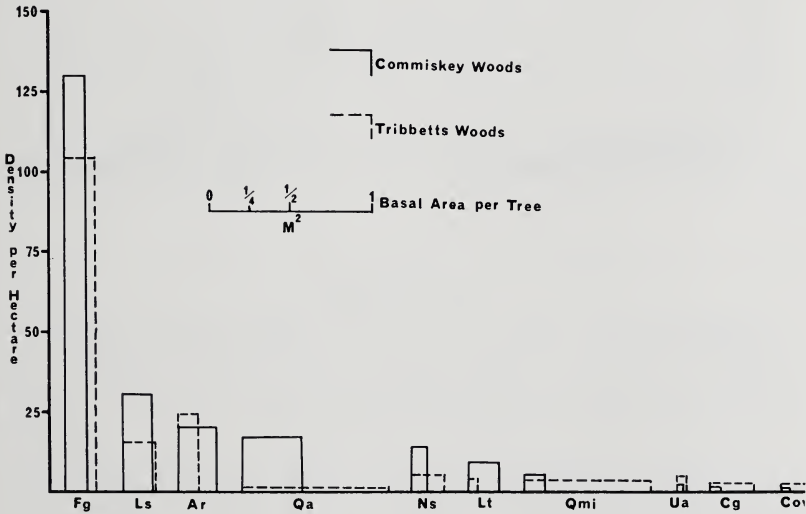 150
125
100
75
50
25
Density per Hectare
Commiskey Woods
Tribbetts Woods
0 1/4 1/2 1 Basal Area per Tree
M²
Fg Ls Ar Qa Ns Lt Qmi Ua Cg Cov